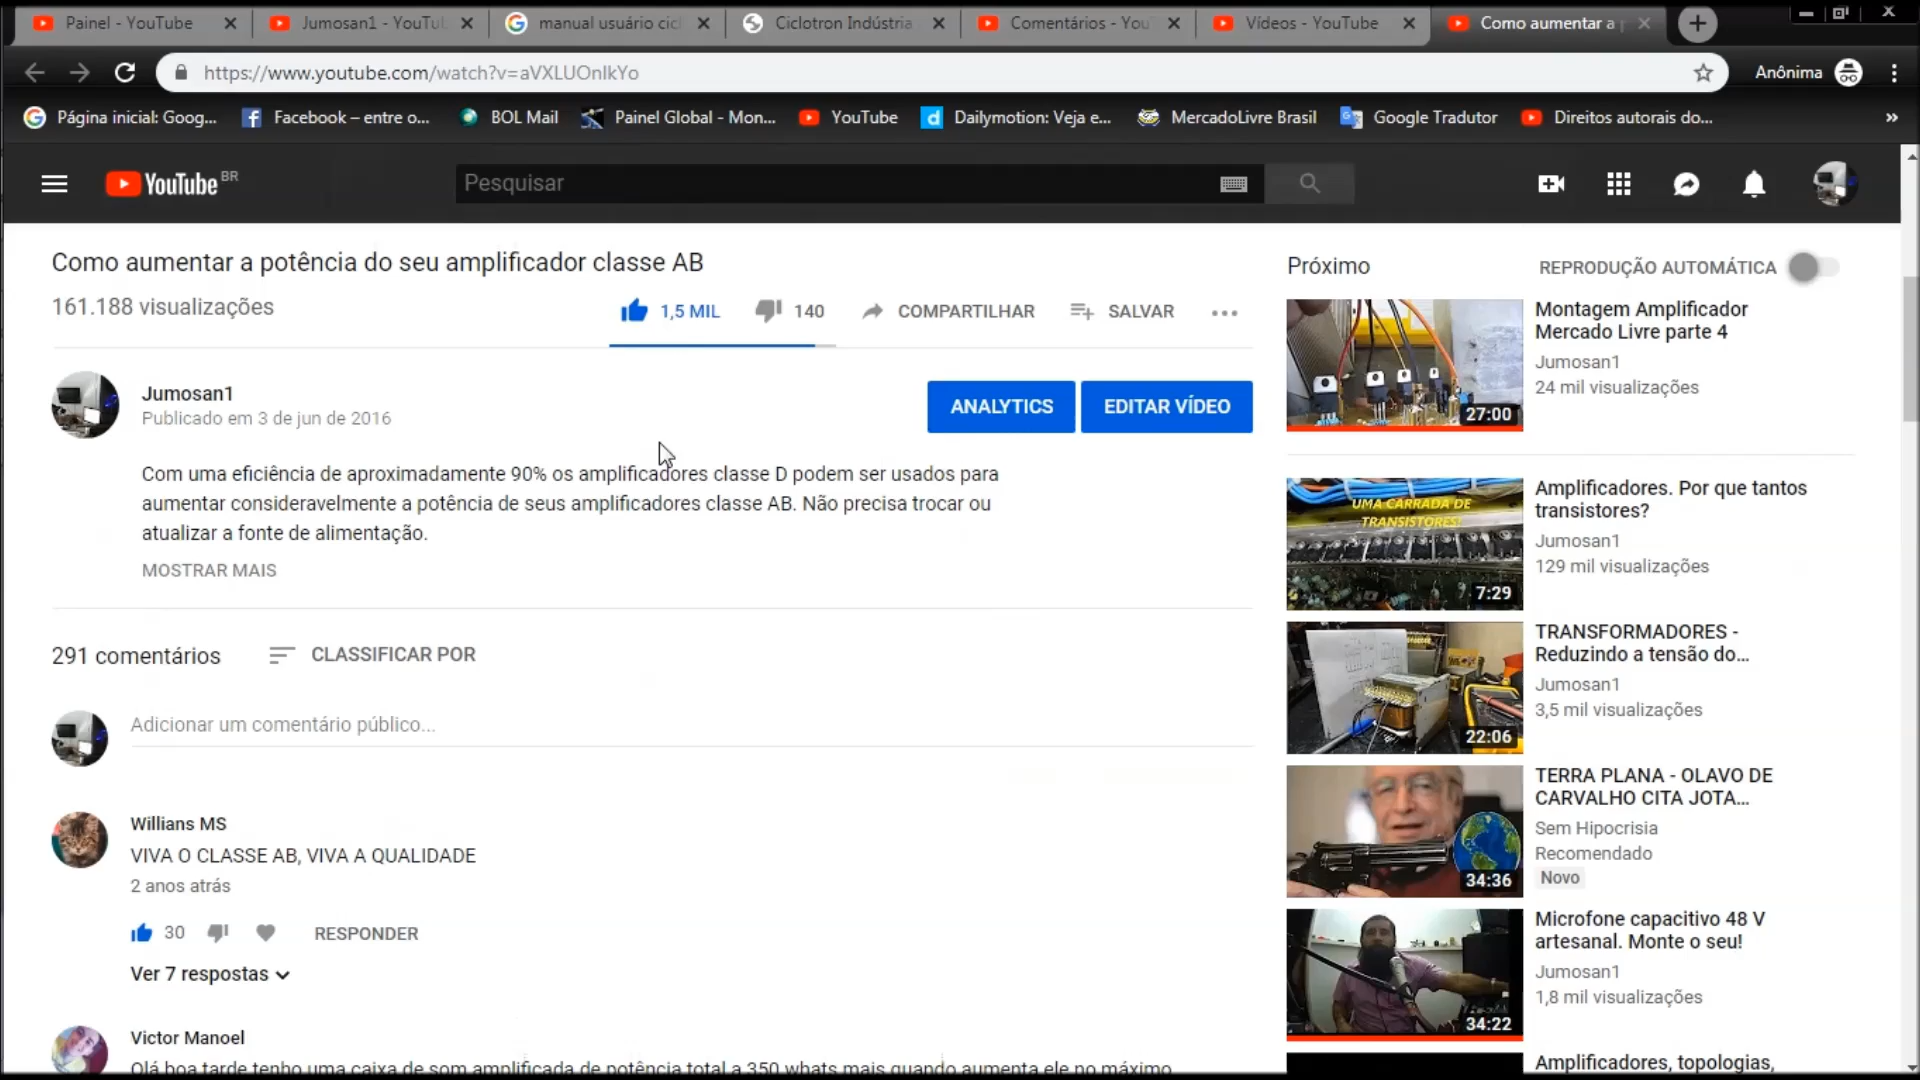 Painel - YouTube
Jumosan1 - YouTub
manual usuário cicl
Ciclotron Indústria
Comentários - You
Vídeos - YouTube
Como aumentar a p
https://www.youtube.com/watch?v=aVXLUOnlkYo
Anônima
Página inicial: Goog...
Facebook – entre o...
BOL Mail
Painel Global - Mon...
YouTube
Dailymotion: Veja e...
MercadoLivre Brasil
Google Tradutor
Direitos autorais do...
»
YouTube BR
Pesquisar
Como aumentar a potência do seu amplificador classe AB
161.188 visualizações
1,5 MIL
140
COMPARTILHAR
SALVAR
Jumosan1
Publicado em 3 de jun de 2016
ANALYTICS
EDITAR VÍDEO
Com uma eficiência de aproximadamente 90% os amplificadores classe D podem ser usados para
aumentar consideravelmente a potência de seus amplificadores classe AB. Não precisa trocar ou
atualizar a fonte de alimentação.
MOSTRAR MAIS
291 comentários
CLASSIFICAR POR
Adicionar um comentário público...
Willians MS
VIVA O CLASSE AB, VIVA A QUALIDADE
2 anos atrás
30
RESPONDER
Ver 7 respostas
Victor Manoel
Olá boa tarde tenho uma caixa de som amplificada de potência total a 350 whats mais quando aumenta ele no máximo
Próximo
REPRODUÇÃO AUTOMÁTICA
27:00
Montagem Amplificador
Mercado Livre parte 4
Jumosan1
24 mil visualizações
UMA CARRADA DE
TRANSISTORES!
7:29
Amplificadores. Por que tantos
transistores?
Jumosan1
129 mil visualizações
22:06
TRANSFORMADORES -
Reduzindo a tensão do...
Jumosan1
3,5 mil visualizações
34:36
TERRA PLANA - OLAVO DE
CARVALHO CITA JOTA...
Sem Hipocrisia
Recomendado
Novo
34:22
Microfone capacitivo 48 V
artesanal. Monte o seu!
Jumosan1
1,8 mil visualizações
Amplificadores, topologias,